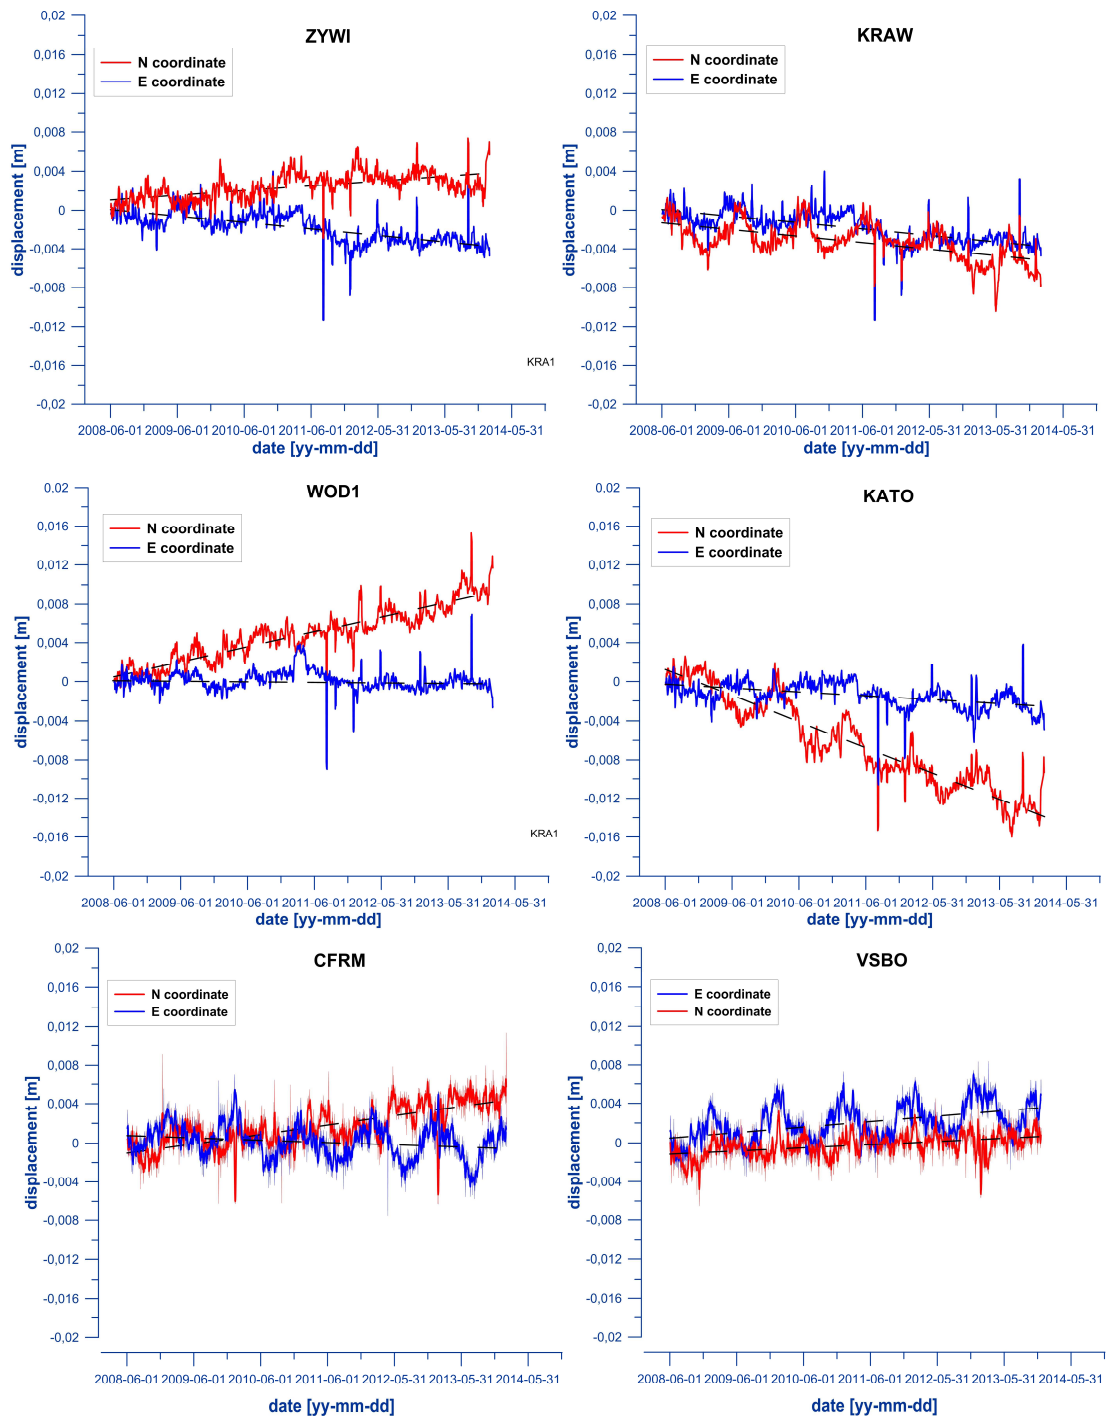 ZYWI
N coordinate
E coordinate
displacement [m]
0,02
0,016
0,012
0,008
0,004
0
-0,004
-0,008
-0,012
-0,016
-0,02
KRA1
2008-06-01 2009-06-01 2010-06-01 2011-06-01 2012-05-31 2013-05-31 2014-05-31
date [yy-mm-dd]
KRAW
N coordinate
E coordinate
displacement [m]
0,02
0,016
0,012
0,008
0,004
0
-0,004
-0,008
-0,012
-0,016
-0,02
2008-06-01 2009-06-01 2010-06-01 2011-06-01 2012-05-31 2013-05-31 2014-05-31
date [yy-mm-dd]
WOD1
N coordinate
E coordinate
displacement [m]
0.02
0,016
0,012
0,008
0,004
0
-0,004
-0,008
-0,012
-0,016
-0,02
KRA1
2008-06-01 2009-06-01 2010-06-01 2011-06-01 2012-05-31 2013-05-31 2014-05-31
date [yy-mm-dd]
KATO
N coordinate
E coordinate
displacement [m]
0.02
0,016
0,012
0,008
0,004
0
-0,004
-0,008
-0,012
-0,016
-0,02
2008-06-01 2009-06-01 2010-06-01 2011-06-01 2012-05-31 2013-05-31 2014-05-31
date [yy-mm-dd]
CFRM
N coordinate
E coordinate
displacement [m]
0,02
0,016
0,012
0,008
0,004
0
-0,004
-0,008
-0,012
-0,016
-0,02
2008-06-01 2009-06-01 2010-06-01 2011-06-01 2012-05-31 2013-05-31 2014-05-31
date [yy-mm-dd]
VSBO
E coordinate
N coordinate
displacement [m]
0,02
0,016
0,012
0,008
0,004
0
-0,004
-0,008
-0,012
-0,016
-0,02
2008-06-01 2009-06-01 2010-06-01 2011-06-01 2012-05-31 2013-05-31 2014-05-31
date [yy-mm-dd]